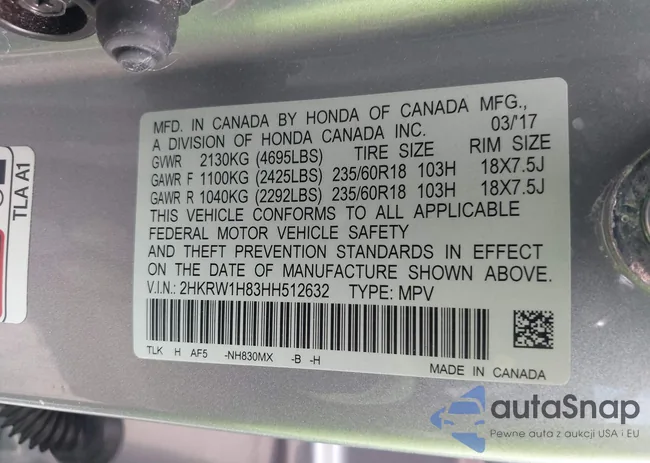 MFD. IN CANADA BY HONDA OF CANADA MFG.,
A DIVISION OF HONDA CANADA INC. 03/'17
GVWR 2130KG (4695LBS) TIRE SIZE RIM SIZE
GAWR F 1100KG (2425LBS) 235/60R18 103H 18X7.5J
GAWR R 1040KG (2292LBS) 235/60R18 103H 18X7.5J
THIS VEHICLE CONFORMS TO ALL APPLICABLE
FEDERAL MOTOR VEHICLE SAFETY
AND THEFT PREVENTION STANDARDS IN EFFECT
ON THE DATE OF MANUFACTURE SHOWN ABOVE.
V.I.N.: 2HKRW1H83HH512632 TYPE: MPV
TLK H AF5 -NH830MX -B -H
MADE IN CANADA
TLA A1
autaSnap
Pewne auta z aukcji USA i EU